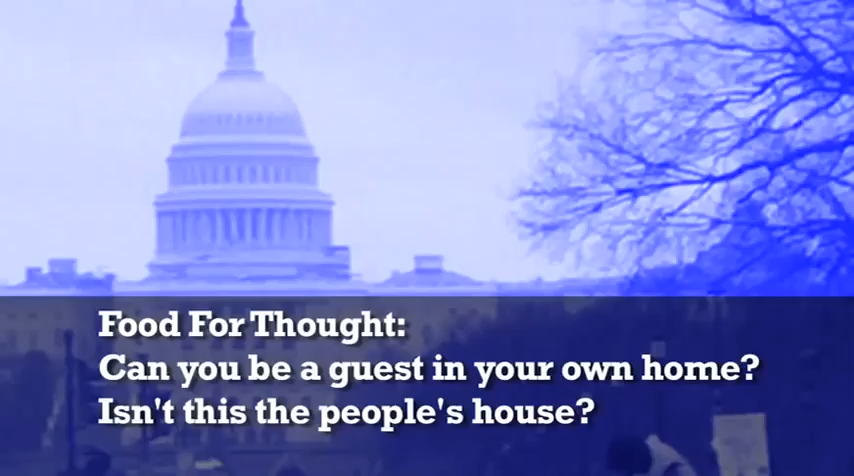 Food For Thought:
Can you be a guest in your own home?
Isn't this the people's house?